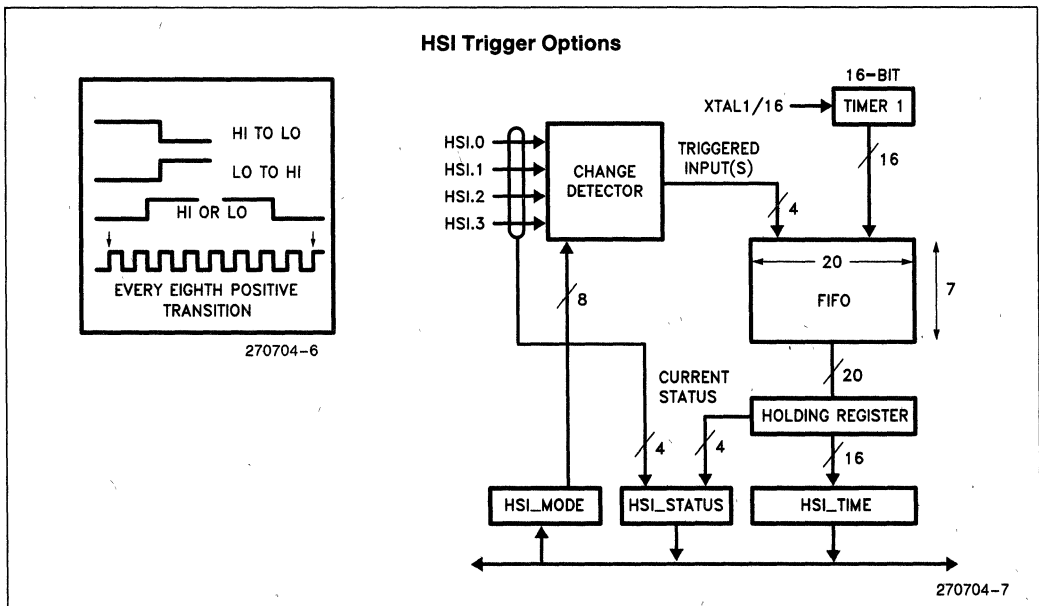 HSI Trigger Options
HI TO LO
LO TO HI
HI OR LO
EVERY EIGHTH POSITIVE
TRANSITION
270704-6
16-BIT
XTAL1/16
TIMER 1
HSI.0
HSI.1
HSI.2
HSI.3
CHANGE
DETECTOR
TRIGGERED
INPUT(S)
4
16
20
FIFO
7
8
20
CURRENT
STATUS
HOLDING REGISTER
4
4
16
HSI_MODE
HSI_STATUS
HSI_TIME
270704-7